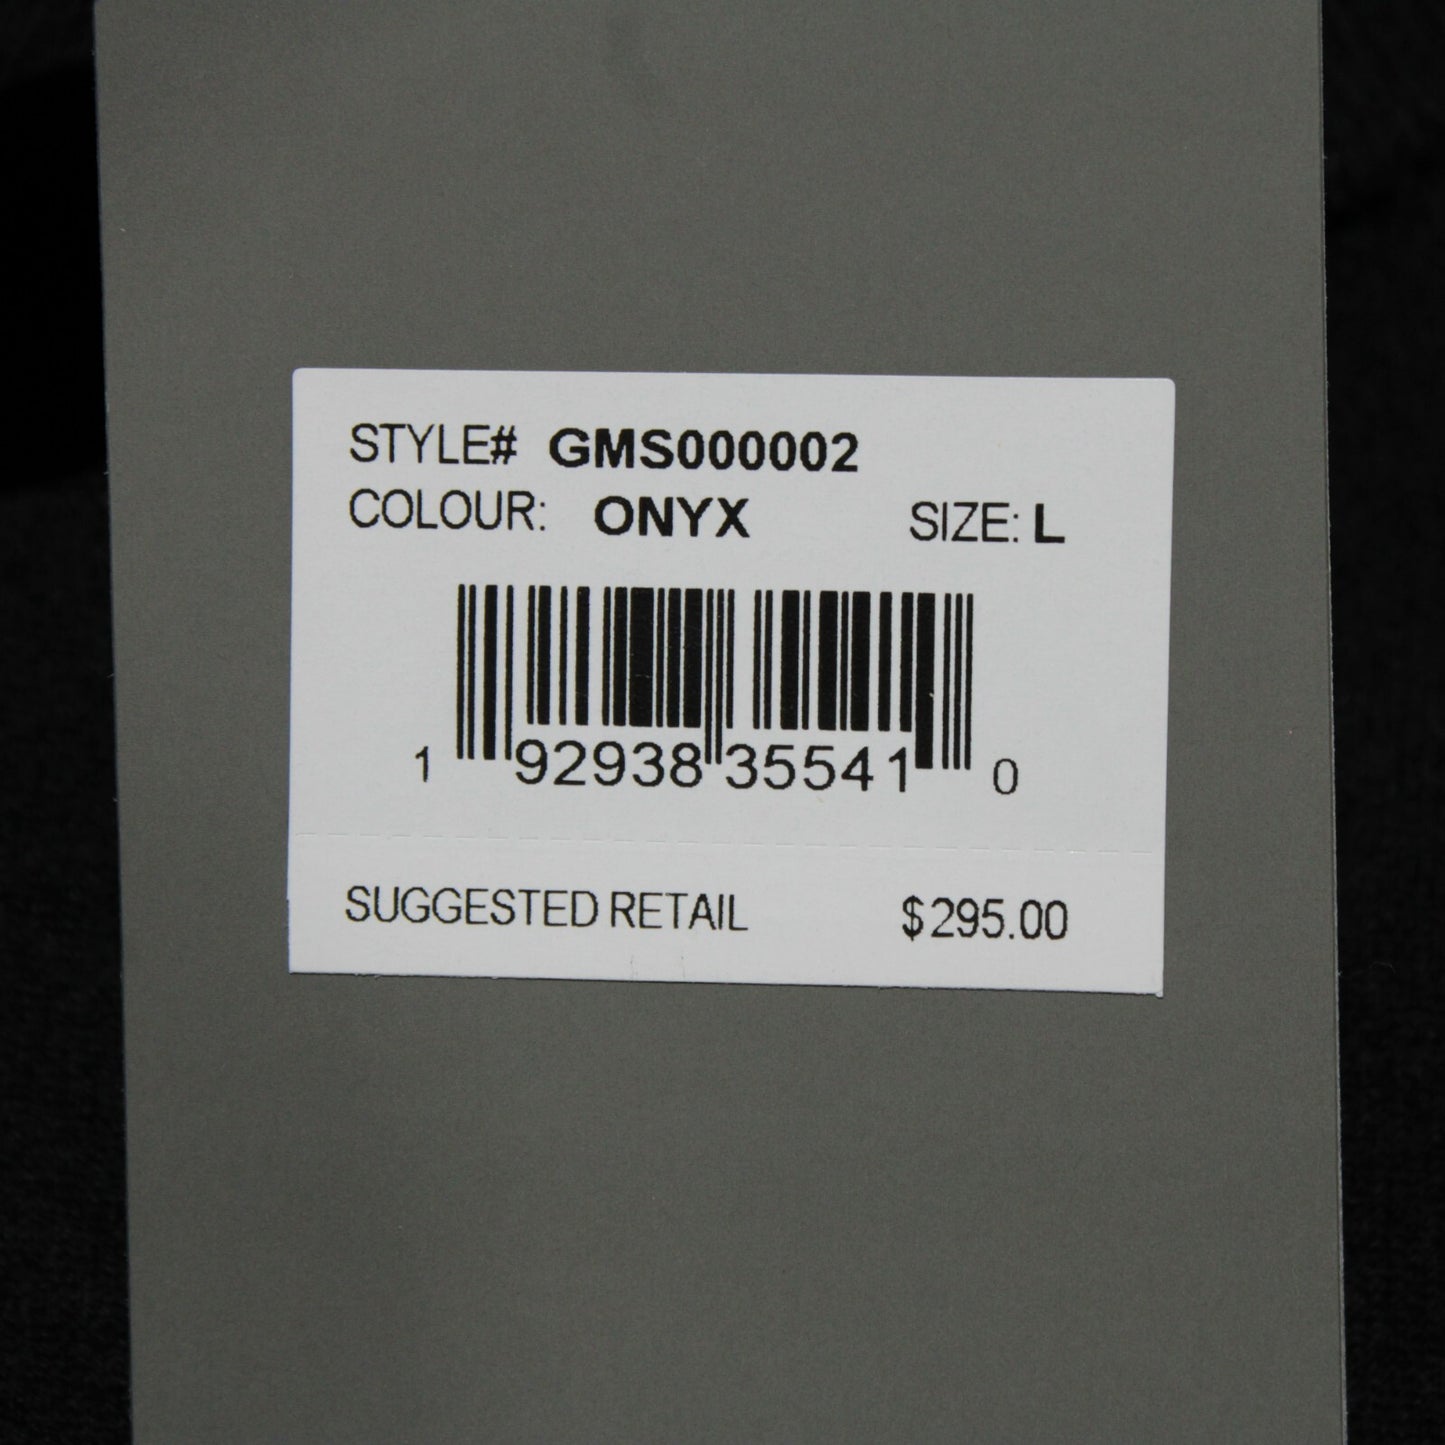 STYLE# GMS000002
COLOUR: ONYX SIZE: L
1 92938 35541 0
SUGGESTED RETAIL $295.00